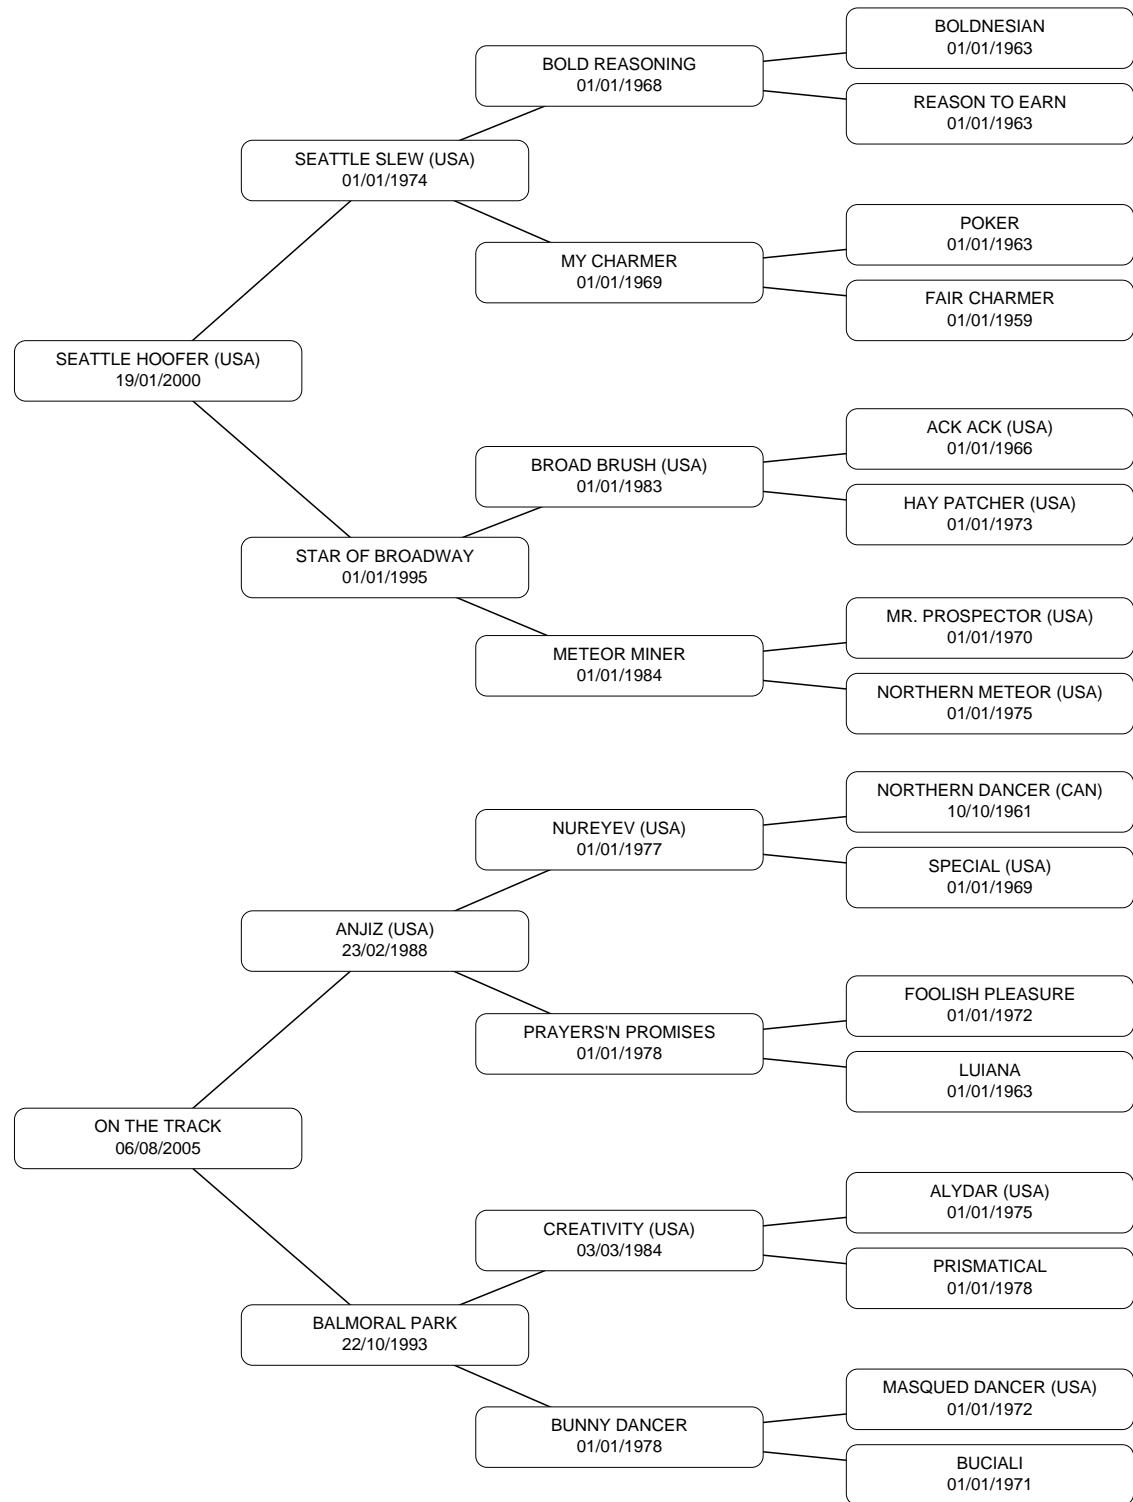 BOLDNESIAN
01/01/1963
BOLD REASONING
01/01/1968
REASON TO EARN
01/01/1963
SEATTLE SLEW (USA)
01/01/1974
POKER
01/01/1963
MY CHARMER
01/01/1969
FAIR CHARMER
01/01/1959
SEATTLE HOOFER (USA)
19/01/2000
ACK ACK (USA)
01/01/1966
BROAD BRUSH (USA)
01/01/1983
HAY PATCHER (USA)
01/01/1973
STAR OF BROADWAY
01/01/1995
MR. PROSPECTOR (USA)
01/01/1970
METEOR MINER
01/01/1984
NORTHERN METEOR (USA)
01/01/1975
NORTHERN DANCER (CAN)
10/10/1961
NUREYEV (USA)
01/01/1977
SPECIAL (USA)
01/01/1969
ANJIZ (USA)
23/02/1988
FOOLISH PLEASURE
01/01/1972
PRAYERS'N PROMISES
01/01/1978
LUIANA
01/01/1963
ON THE TRACK
06/08/2005
ALYDAR (USA)
01/01/1975
CREATIVITY (USA)
03/03/1984
PRISMATICAL
01/01/1978
BALMORAL PARK
22/10/1993
MASQUED DANCER (USA)
01/01/1972
BUNNY DANCER
01/01/1978
BUCIALI
01/01/1971